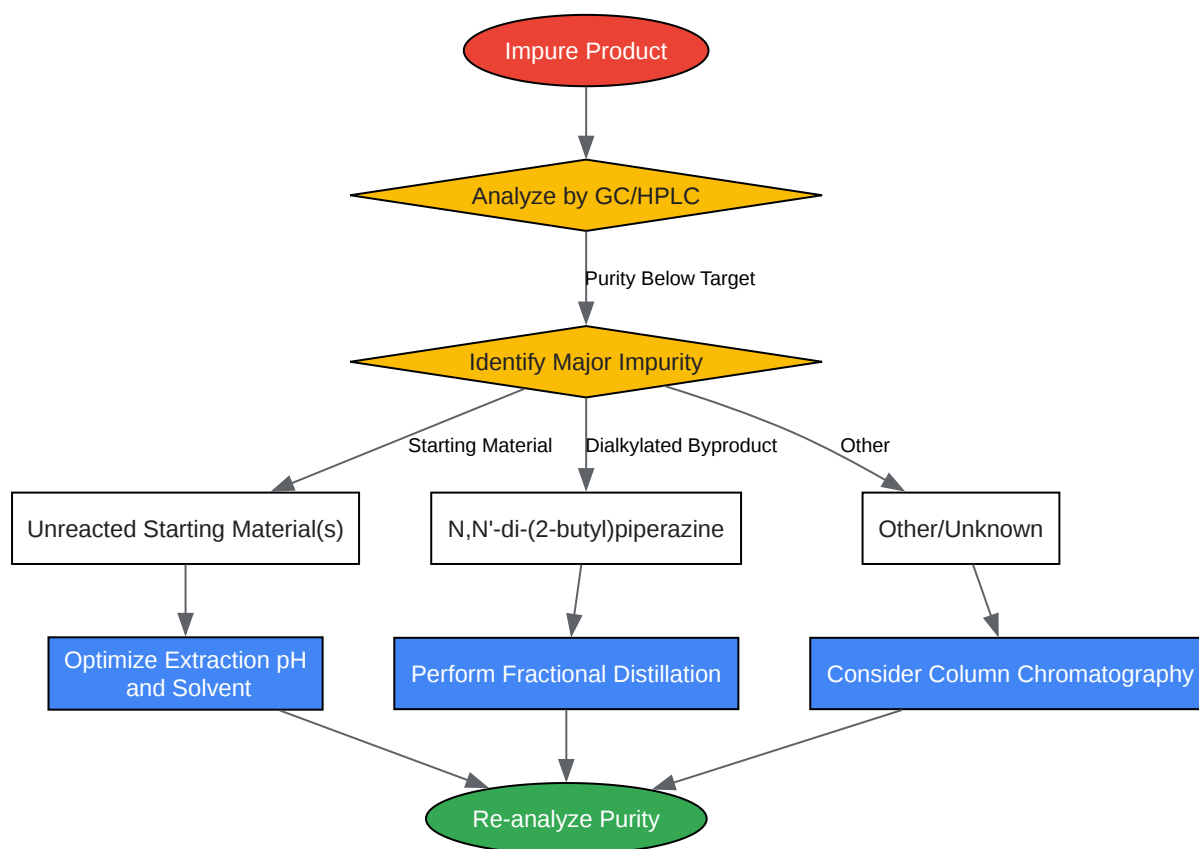 Impure Product
Analyze by GC/HPLC
Purity Below Target
Identify Major Impurity
Starting Material
Dialkylated Byproduct
Other
Unreacted Starting Material(s)
N,N'-di-(2-butyl)piperazine
Other/Unknown
Optimize Extraction pH
and Solvent
Perform Fractional Distillation
Consider Column Chromatography
Re-analyze Purity